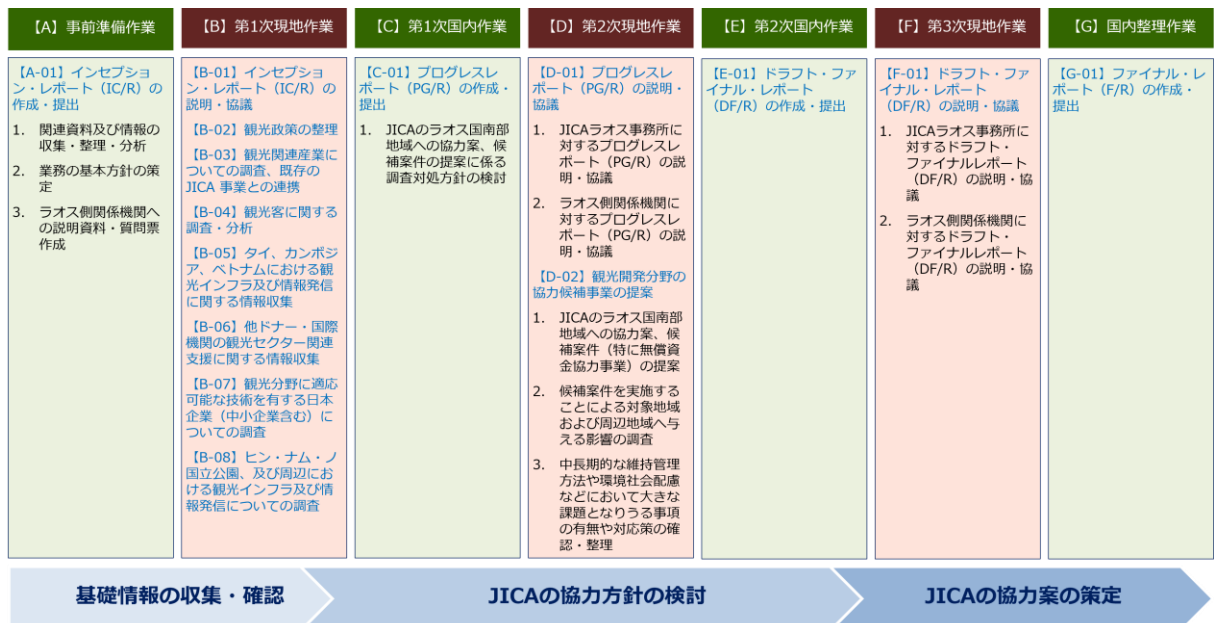 【A】事前準備作業
【A-01】インセプショ
ン・レポート（IC/R）の
作成・提出
1. 関連資料及び情報の
収集・整理・分析
2. 業務の基本方針の策
定
3. ラオス側関係機関へ
の説明資料・質問票
作成
【B】第1次現地作業
【B-01】インセプショ
ン・レポート（IC/R）の
説明・協議
【B-02】観光政策の整理
【B-03】観光関連産業に
ついての調査、既存の
JICA 事業との連携
【B-04】観光客に関する
調査・分析
【B-05】タイ、カンボジ
ア、ベトナムにおける観
光インフラ及び情報発信
に関する情報収集
【B-06】他ドナー・国際
機関の観光セクター関連
支援に関する情報収集
【B-07】観光分野に適応
可能な技術を有する日本
企業（中小企業含む）に
ついての調査
【B-08】ヒン・ナム・ノ
国立公園、及び周辺にお
ける観光インフラ及び情
報発信についての調査
【C】第1次国内作業
【C-01】プログレスレ
ポート（PG/R）の作成・
提出
1. JICAのラオス国南部
地域への協力案、候
補案件の提案に係る
調査対処方針の検討
【D】第2次現地作業
【D-01】プログレスレ
ポート（PG/R）の説明・
協議
1. JICAラオス事務所に
対するプログレスレ
ポート（PG/R）の説
明・協議
2. ラオス側関係機関に
対するプログレスレ
ポート（PG/R）の説
明・協議
【D-02】観光開発分野の
協力候補事業の提案
1. JICAのラオス国南部
地域への協力案、候
補案件（特に無償資
金協力事業）の提案
2. 候補案件を実施する
ことによる対象地域
および周辺地域へ与
える影響の調査
3. 中長期的な維持管理
方法や環境社会配慮
などにおいて大きな
課題となりうる事項
の有無や対応策の確
認・整理
【E】第2次国内作業
【E-01】ドラフト・ファ
イナル・レポート
（DF/R）の作成・提出
【F】第3次現地作業
【F-01】ドラフト・ファ
イナル・レポート
（DF/R）の説明・協議
1. JICAラオス事務所に
対するドラフト・
ファイナルレポート
（DF/R）の説明・協
議
2. ラオス側関係機関に
対するドラフト・
ファイナルレポート
（DF/R）の説明・協
議
【G】国内整理作業
【G-01】ファイナル・レ
ポート（F/R）の作成・
提出
基礎情報の収集・確認
JICAの協力方針の検討
JICAの協力案の策定